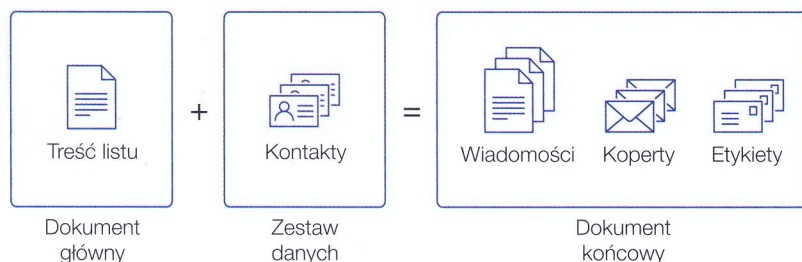 +
=
Treść listu
Kontakty
Wiadomości
Koperty
Etykiety
Dokument
główny
Zestaw
danych
Dokument
końcowy